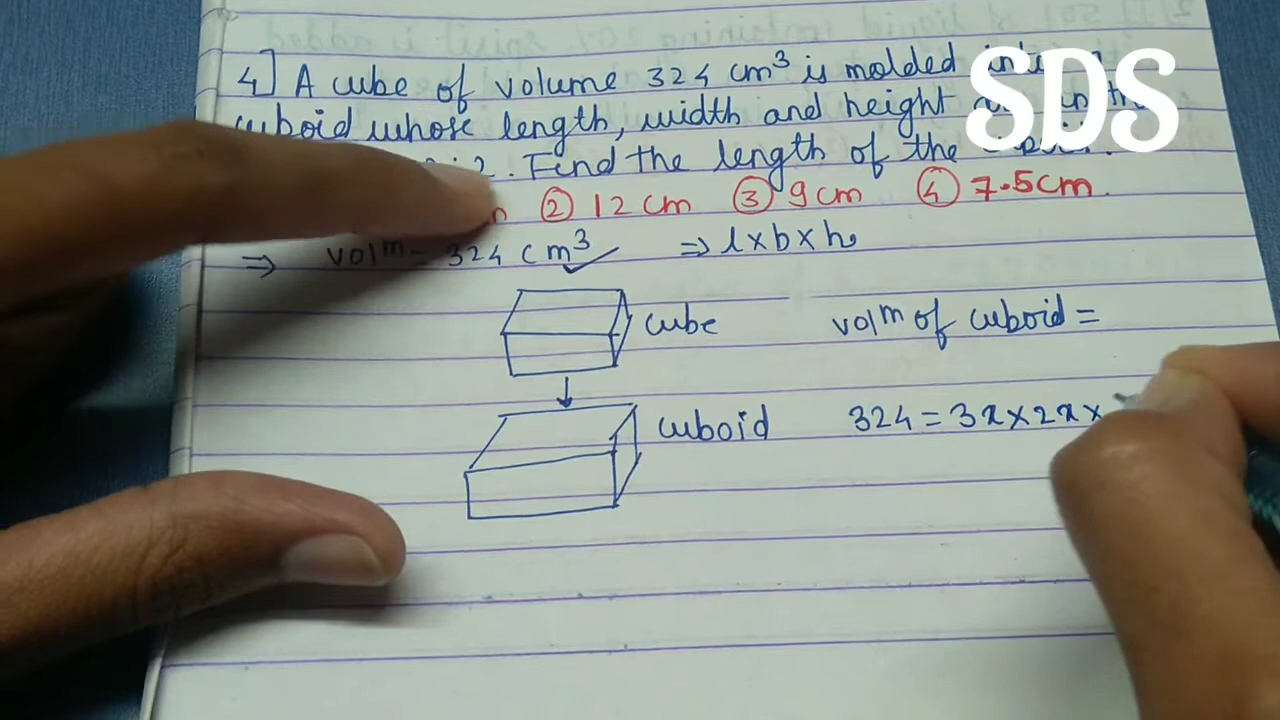 4] A cube of volume 324 cm³ is molded
cuboid whose length, width and height
:2. Find the length of the
② 12 cm ③ 9cm ④ 7.5cm.
SDS
⇒ volᵐ = 324 cm³ ✓ ⇒ l×b×h
cube volᵐ of cuboid =
cuboid 324 = 3x × 2x ×